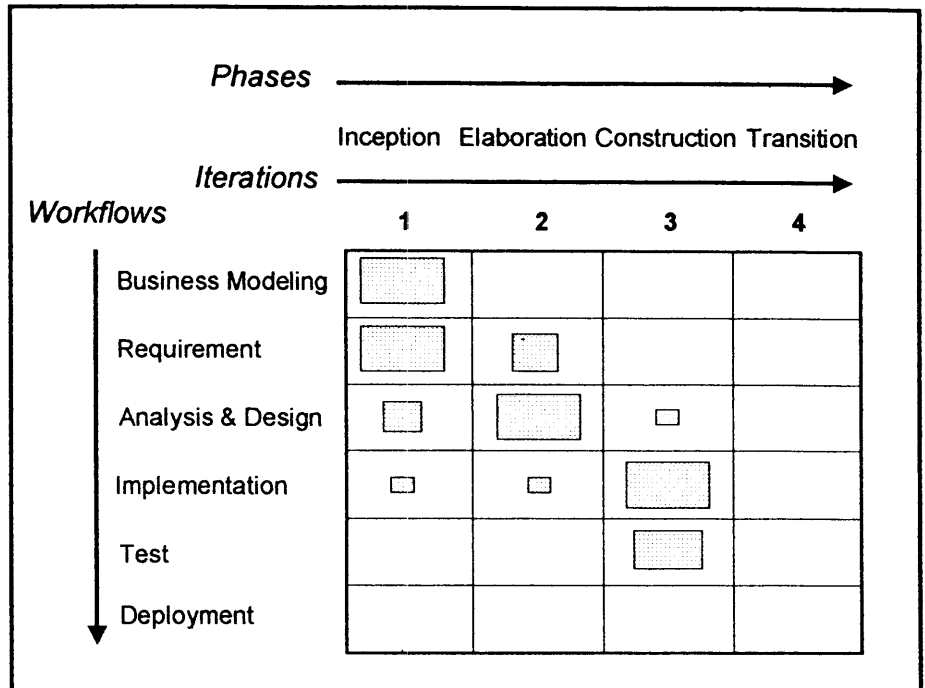 Phases
Inception Elaboration Construction Transition
Iterations
Workflows
1 2 3 4
Business Modeling
Requirement
Analysis & Design
Implementation
Test
Deployment